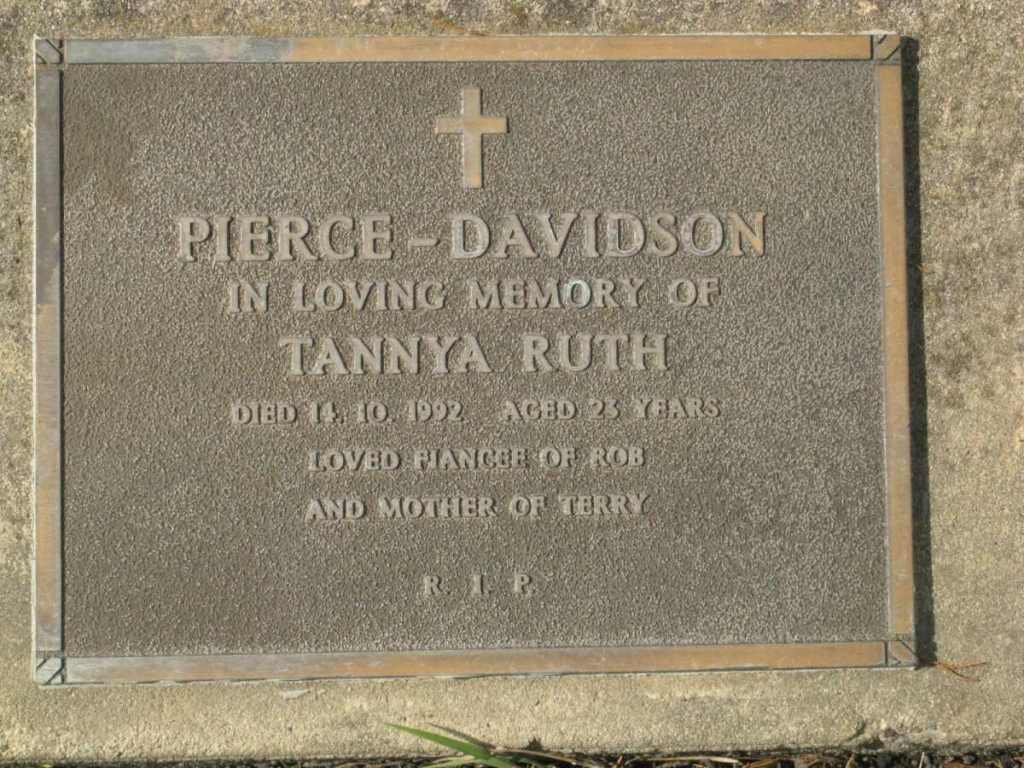 PIERCE - DAVIDSON
IN LOVING MEMORY OF
TANNYA RUTH
DIED 14. 10. 1992 AGED 23 YEARS
LOVED FIANCEE OF ROB
AND MOTHER OF TERRY
R. I. P.